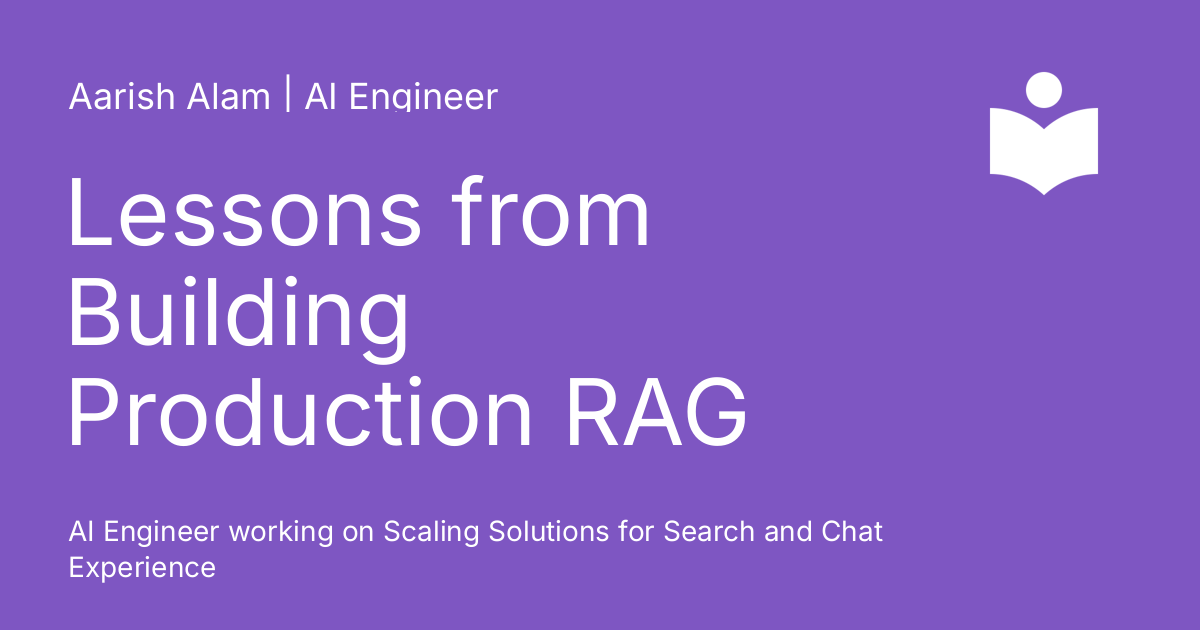 Aarish Alam | AI Engineer
Lessons from
Building
Production RAG
AI Engineer working on Scaling Solutions for Search and Chat
Experience